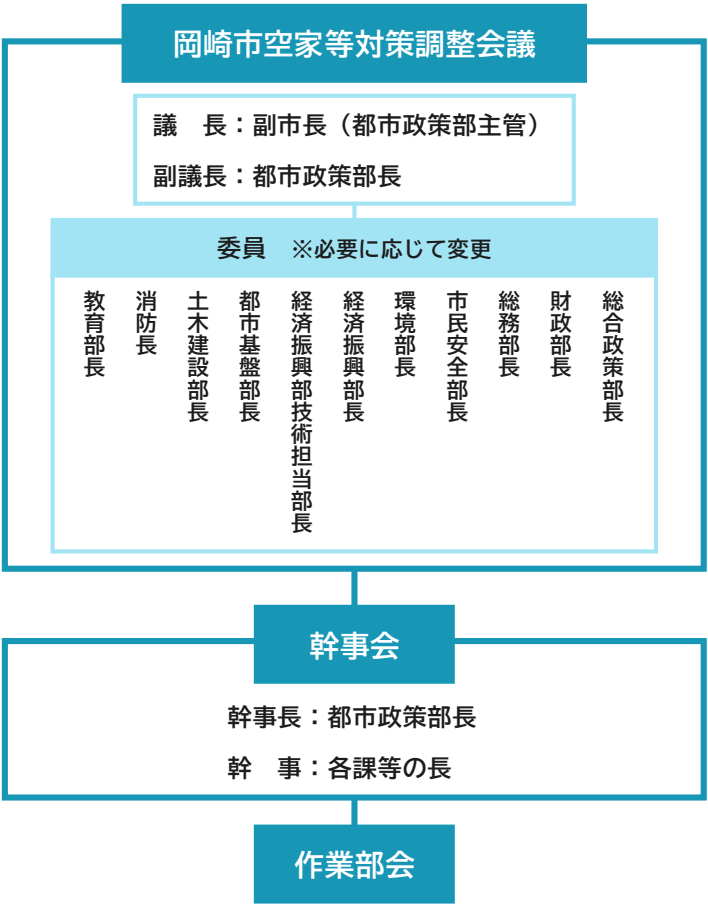 岡崎市空家等対策調整会議
議　長：副市長（都市政策部主管）
副議長：都市政策部長
委員　※必要に応じて変更
総合政策部長
財政部長
総務部長
市民安全部長
環境部長
経済振興部長
経済振興部技術担当部長
都市基盤部長
土木建設部長
消防長
教育部長
幹事会
幹事長：都市政策部長
幹　事：各課等の長
作業部会